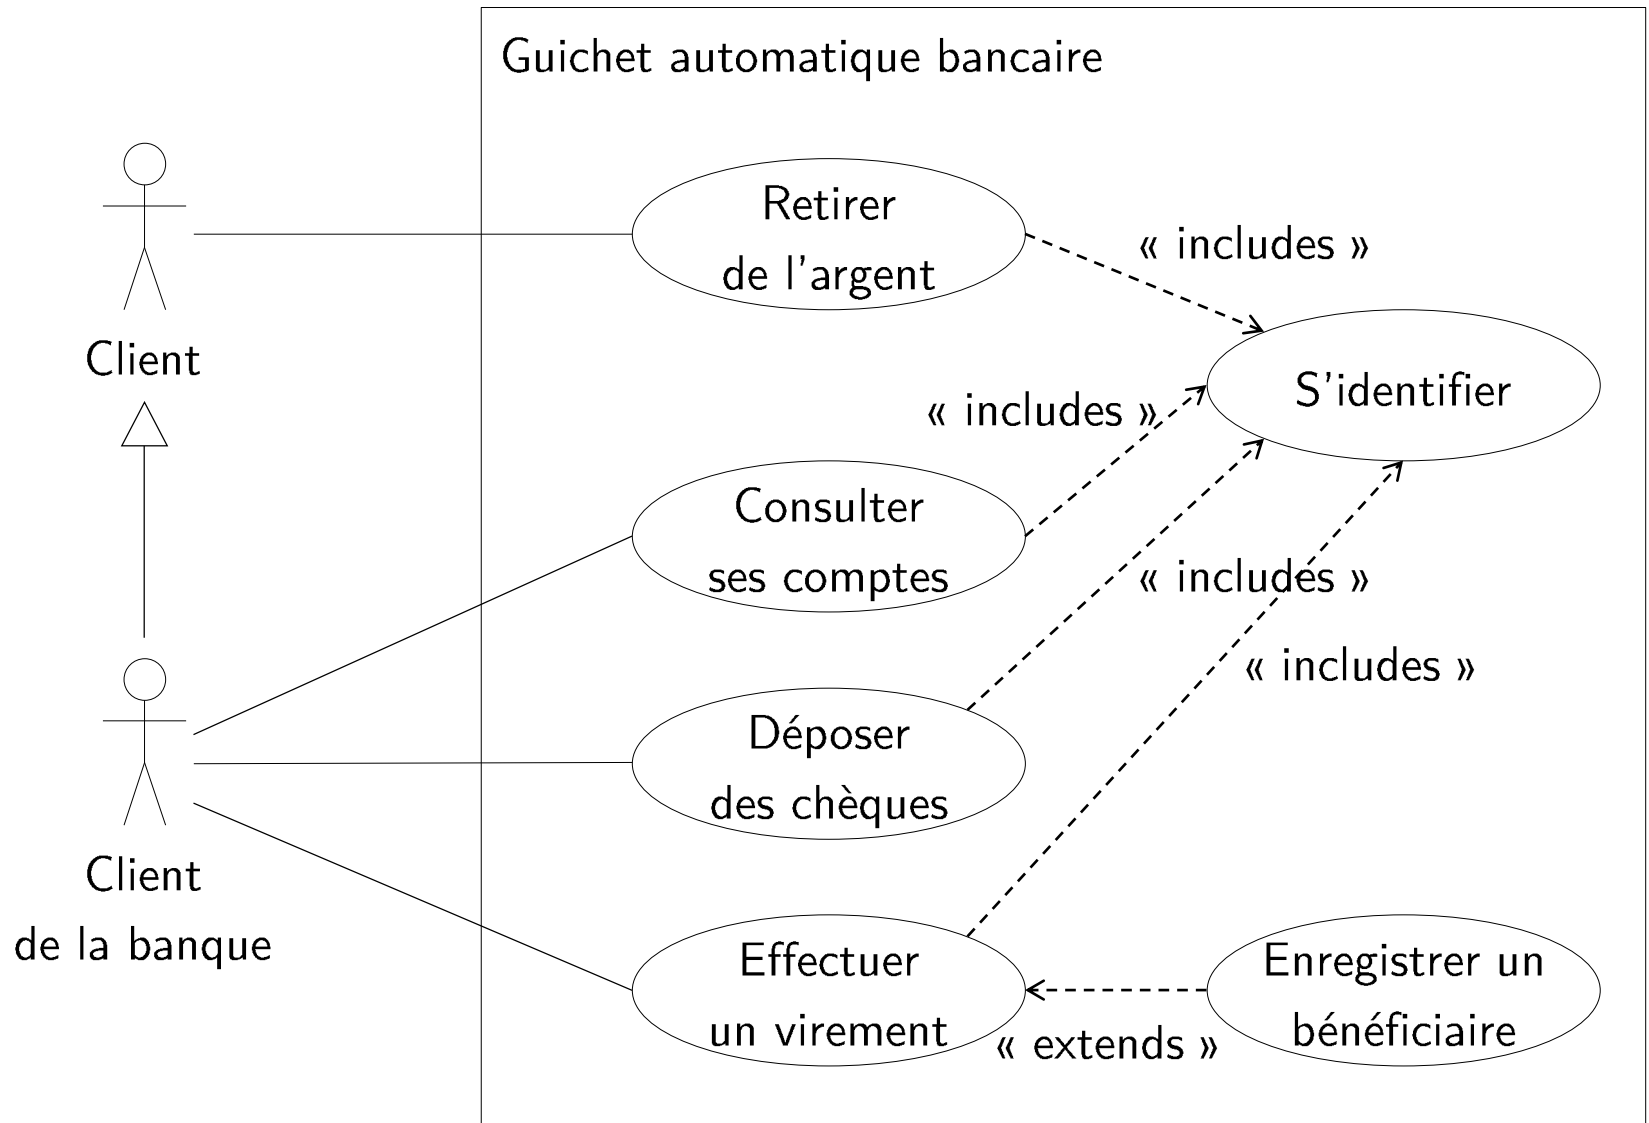 Guichet automatique bancaire
Retirer
de l'argent
« includes »
Client
S'identifier
« includes »
Consulter
ses comptes
« includes »
« includes »
Déposer
des chèques
Client
de la banque
Effectuer
un virement
Enregistrer un
bénéficiaire
« extends »